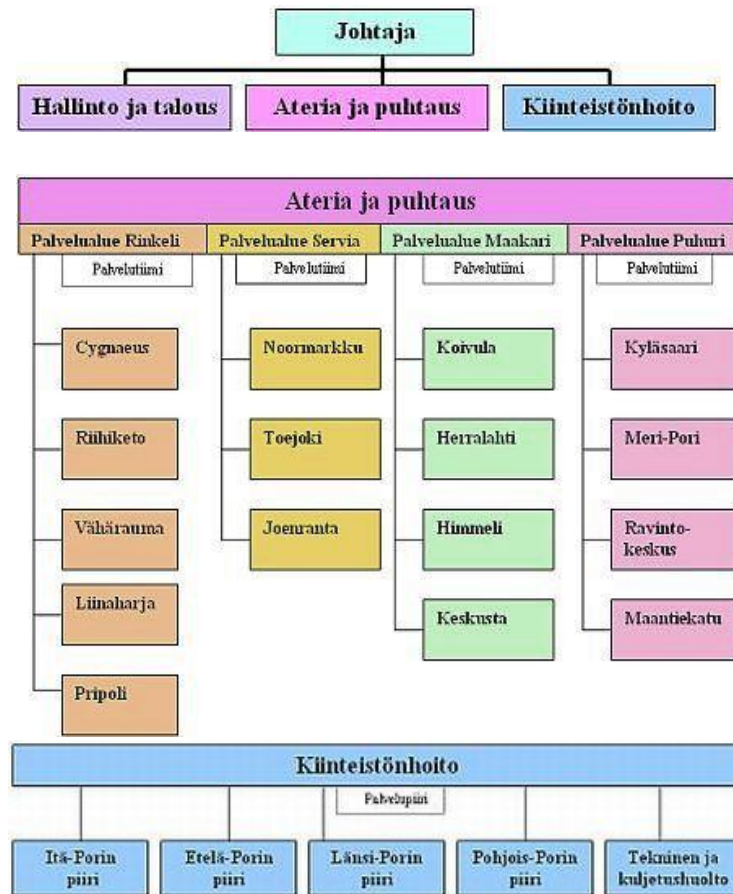 Johtaja
Hallinto ja talous
Ateria ja puhtaus
Kiinteistönhoito
Ateria ja puhtaus
Palvelualue Rinkeli
Palvelualue Servia
Palvelualue Maakari
Palvelualue Puhuri
Palvelutiimi
Palvelutiimi
Palvelutiimi
Palvelutiimi
Cygnaeus
Noormarkku
Koivula
Kyläsaari
Riihiketo
Toejoki
Herralahti
Meri-Pori
Vähärauma
Joenranta
Himmeli
Ravinto-
keskus
Liinaharja
Keskusta
Maantiekatu
Pripoli
Kiinteistönhoito
Palvelupiiri
Itä-Porin
piiri
Etelä-Porin
piiri
Länsi-Porin
piiri
Pohjois-Porin
piiri
Tekninen ja
kuljetushuolto